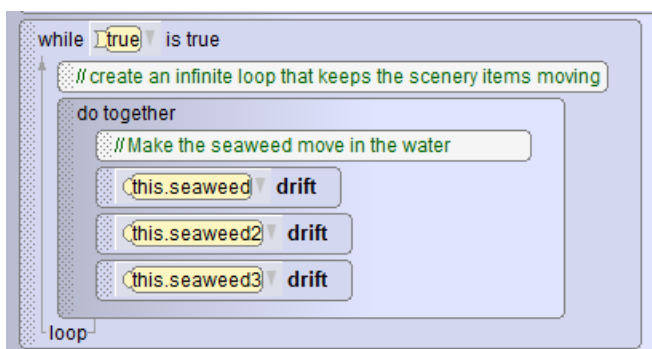 while true is true
// create an infinite loop that keeps the scenery items moving
do together
// Make the seaweed move in the water
this.seaweed drift
this.seaweed2 drift
this.seaweed3 drift
loop